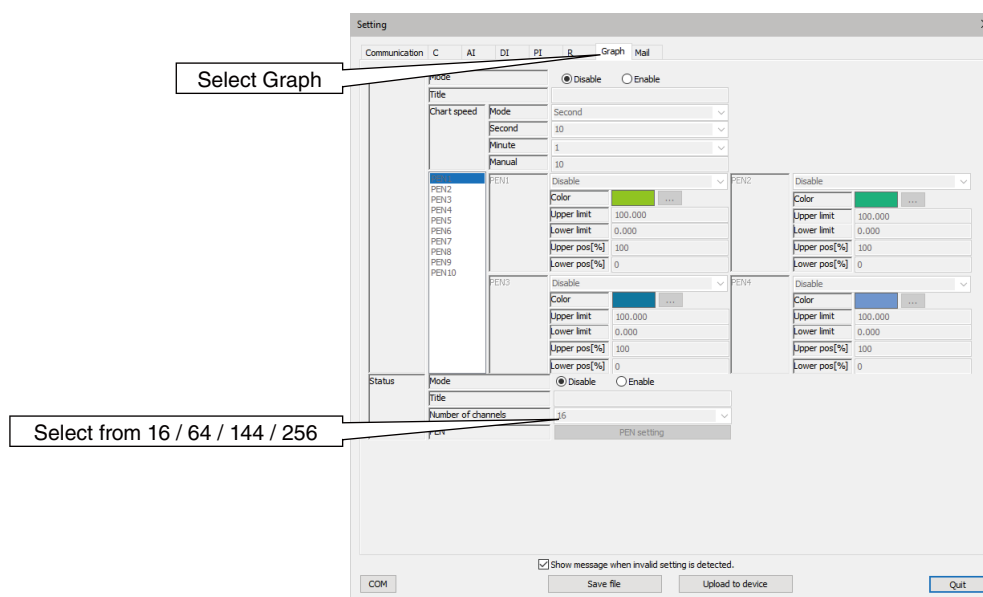 Setting
Communication C AI DI PI R Graph Mail
Select Graph
Mode Disable Enable
Title
Chart speed Mode Second
Second 10
Minute 1
Manual 10
PEN1 Disable PEN2 Disable
PEN2
Color ... Color ...
PEN3
PEN4
Upper limit 100.000 Upper limit 100.000
PEN5
PEN6
Lower limit 0.000 Lower limit 0.000
PEN7
Upper pos[%] 100 Upper pos[%] 100
PEN8
PEN9
Lower pos[%] 0 Lower pos[%] 0
PEN10
PEN3 Disable PEN4 Disable
Color ... Color ...
Upper limit 100.000 Upper limit 100.000
Lower limit 0.000 Lower limit 0.000
Upper pos[%] 100 Upper pos[%] 100
Lower pos[%] 0 Lower pos[%] 0
Status Mode Disable Enable
Title
Number of channels 16
Select from 16 / 64 / 144 / 256
PEN PEN setting
Show message when invalid setting is detected.
COM Save file Upload to device Quit